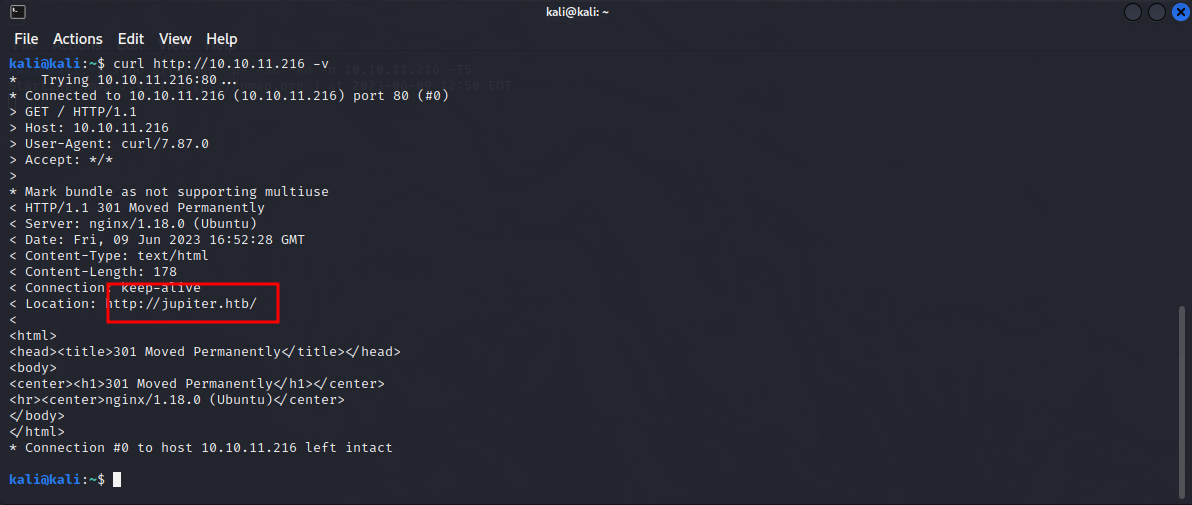 kali@kali: ~
File Actions Edit View Help
kali@kali:~$ curl http://10.10.11.216 -v
*   Trying 10.10.11.216:80...
* Connected to 10.10.11.216 (10.10.11.216) port 80 (#0)
> GET / HTTP/1.1
> Host: 10.10.11.216
> User-Agent: curl/7.87.0
> Accept: */*
>
* Mark bundle as not supporting multiuse
< HTTP/1.1 301 Moved Permanently
< Server: nginx/1.18.0 (Ubuntu)
< Date: Fri, 09 Jun 2023 16:52:28 GMT
< Content-Type: text/html
< Content-Length: 178
< Connection: keep-alive
< Location: http://jupiter.htb/
<
<html>
<head><title>301 Moved Permanently</title></head>
<body>
<center><h1>301 Moved Permanently</h1></center>
<hr><center>nginx/1.18.0 (Ubuntu)</center>
</body>
</html>
* Connection #0 to host 10.10.11.216 left intact
kali@kali:~$